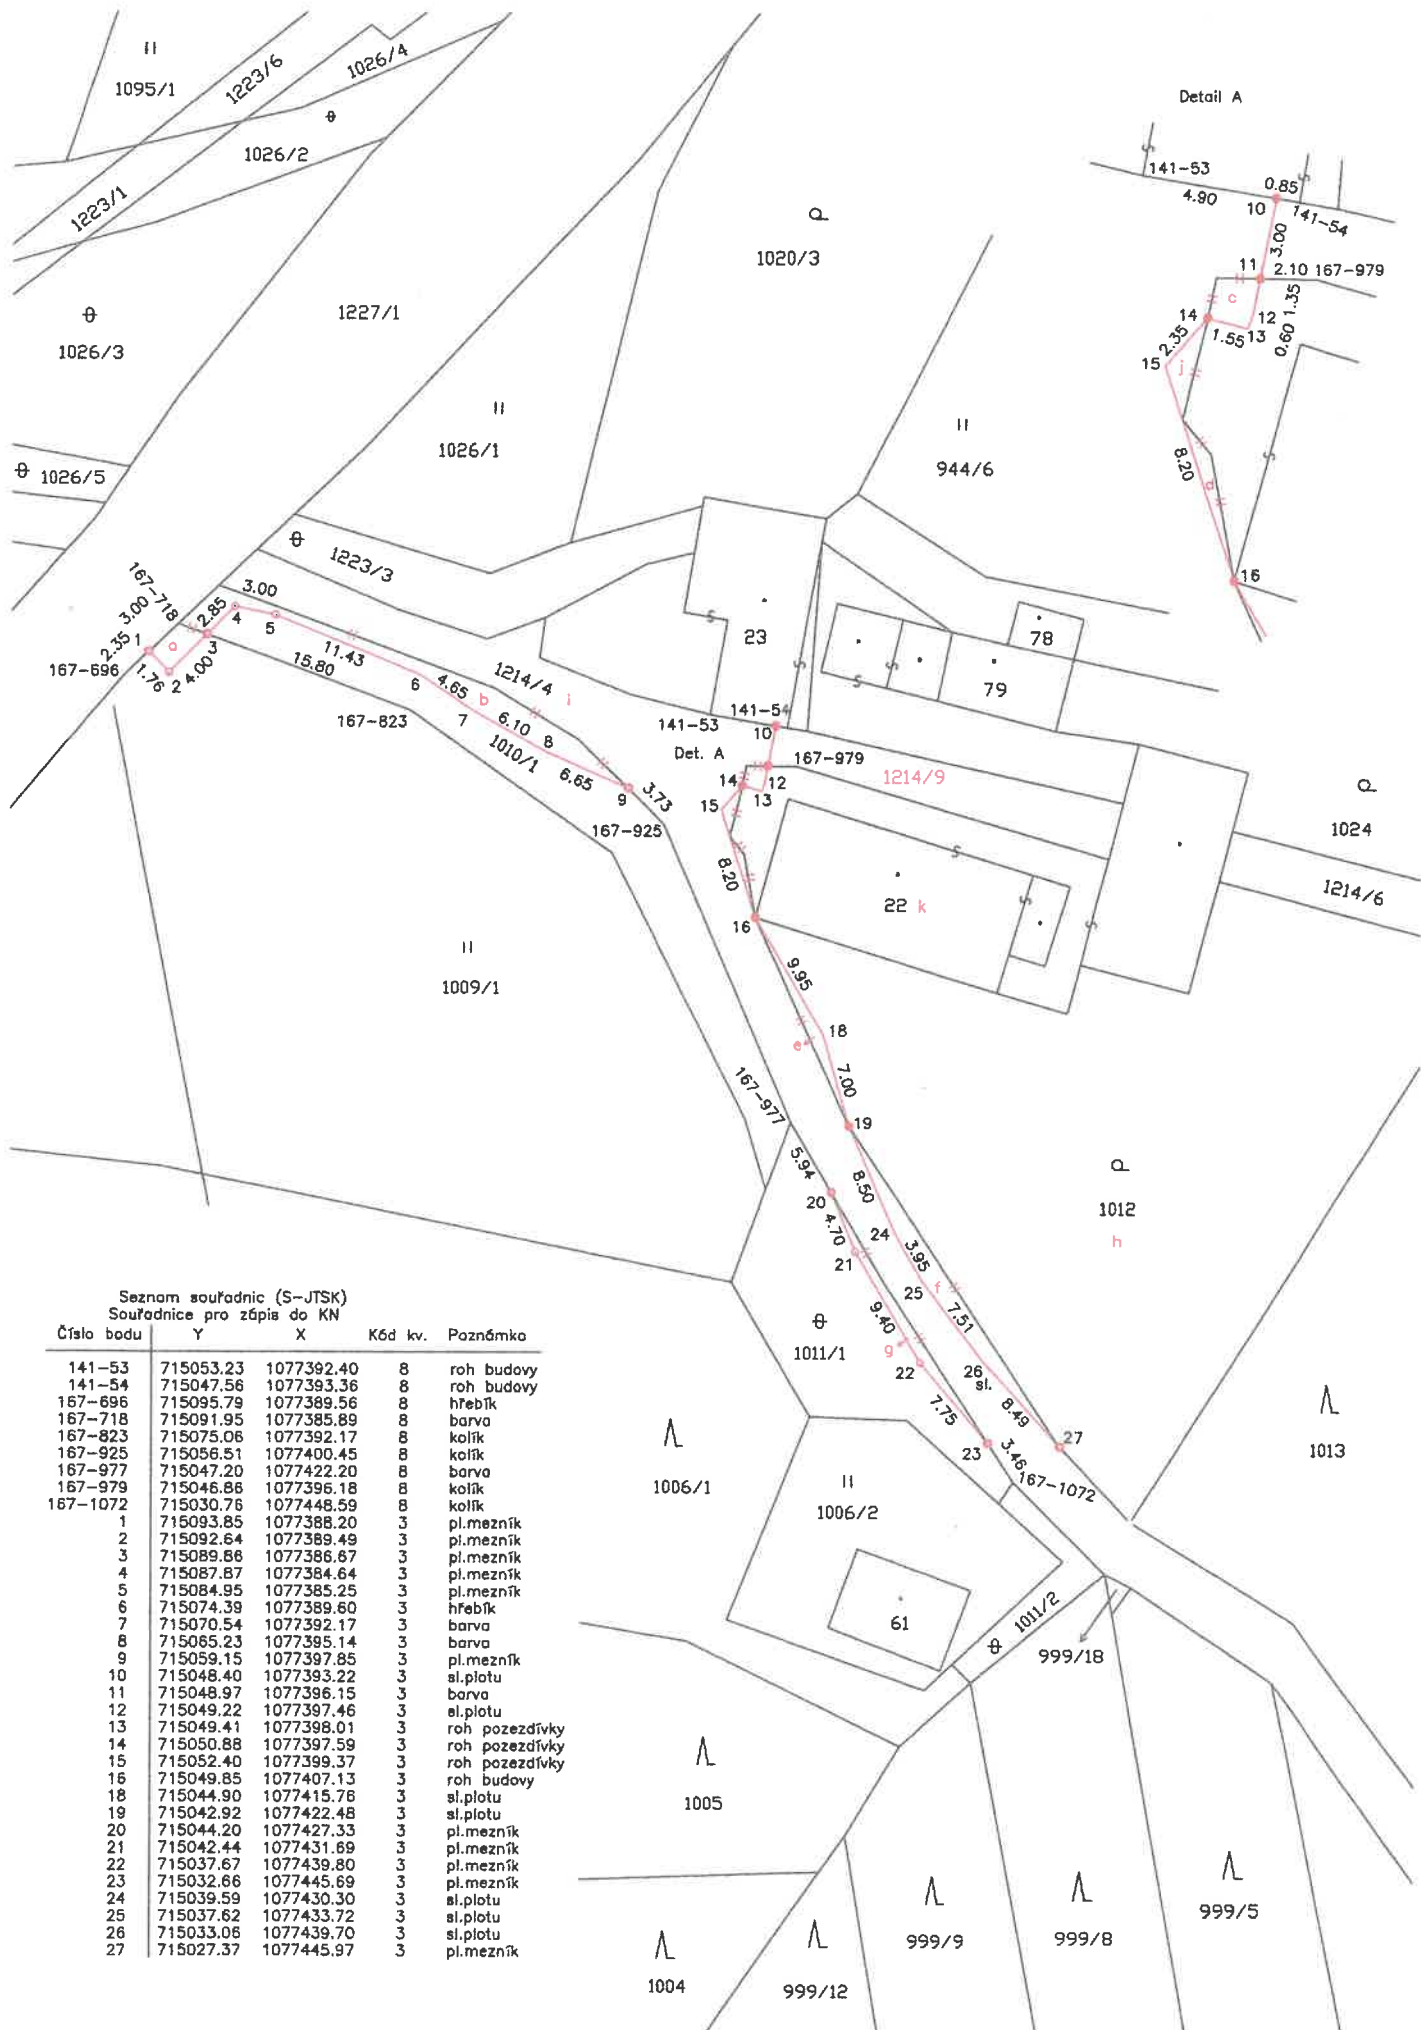 1095/1
1223/6
1026/4
1026/2
1223/1
1026/3
1227/1
1026/5
1026/1
1020/3
944/6
Detail A
141-53
4.90
0.85
10
141-54
3.00
11
2.10 167-979
c
14
12
1.55 13
0.60 1.35
2.35
15
j
8.20
d
16
1223/3
167-718
3.00
2.35
1
167-696
a
1.76
2
4.00
3
2.85
4
3.00
5
11.43
15.80
6
4.65
b
7
6.10
8
1010/1
6.65
9
3.73
1214/4
i
167-823
167-925
23
78
79
141-53
141-54
10
Det. A
167-979
14
12
13
15
1214/9
8.20
16
22 k
1024
1214/6
1009/1
9.95
18
e
7.00
19
167-977
5.94
20
8.50
4.70
24
21
3.95
25
f
7.51
9.40
g
22
26
sl.
8.49
7.75
23
3.46
27
167-1072
1012
h
1013
1011/1
1006/1
1006/2
61
1011/2
999/18
1005
1004
999/12
999/9
999/8
999/5
Seznam souřadnic (S-JTSK)
Souřadnice pro zápis do KN
Číslo bodu Y X Kód kv. Poznámka
141-53 715053.23 1077392.40 8 roh budovy
141-54 715047.56 1077393.36 8 roh budovy
167-696 715095.79 1077389.56 8 hřebík
167-718 715091.95 1077385.89 8 barva
167-823 715075.06 1077392.17 8 kolík
167-925 715056.51 1077400.45 8 kolík
167-977 715047.20 1077422.20 8 barva
167-979 715046.86 1077396.18 8 kolík
167-1072 715030.76 1077448.59 8 kolík
1 715093.85 1077388.20 3 pl.mezník
2 715092.64 1077389.49 3 pl.mezník
3 715089.86 1077386.67 3 pl.mezník
4 715087.87 1077384.64 3 pl.mezník
5 715084.95 1077385.25 3 pl.mezník
6 715074.39 1077389.60 3 hřebík
7 715070.54 1077392.17 3 barva
8 715065.23 1077395.14 3 barva
9 715059.15 1077397.85 3 pl.mezník
10 715048.40 1077393.22 3 sl.plotu
11 715048.97 1077396.15 3 barva
12 715049.22 1077397.46 3 sl.plotu
13 715049.41 1077398.01 3 roh pozezdívky
14 715050.88 1077397.59 3 roh pozezdívky
15 715052.40 1077399.37 3 roh pozezdívky
16 715049.85 1077407.13 3 roh budovy
18 715044.90 1077415.76 3 sl.plotu
19 715042.92 1077422.48 3 sl.plotu
20 715044.20 1077427.33 3 pl.mezník
21 715042.44 1077431.69 3 pl.mezník
22 715037.67 1077439.80 3 pl.mezník
23 715032.66 1077445.69 3 pl.mezník
24 715039.59 1077430.30 3 sl.plotu
25 715037.62 1077433.72 3 sl.plotu
26 715033.06 1077439.70 3 sl.plotu
27 715027.37 1077445.97 3 pl.mezník